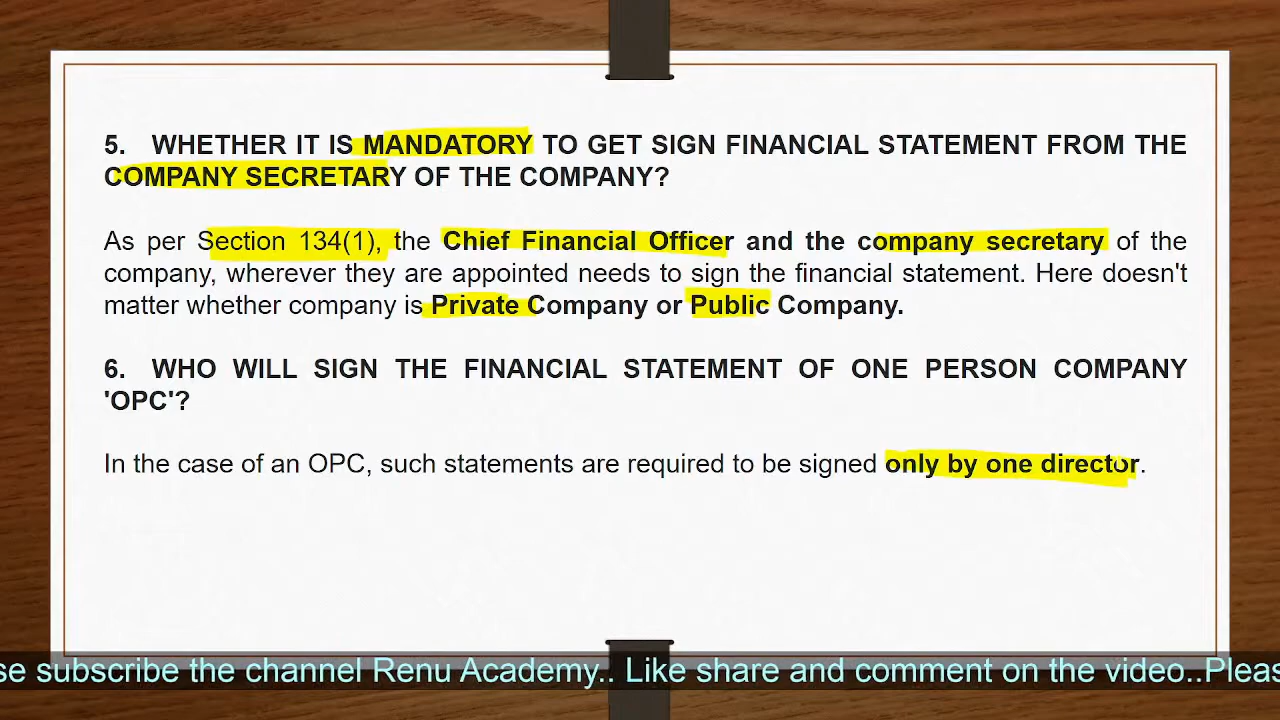 5. WHETHER IT IS MANDATORY TO GET SIGN FINANCIAL STATEMENT FROM THE
COMPANY SECRETARY OF THE COMPANY?
As per Section 134(1), the Chief Financial Officer and the company secretary of the
company, wherever they are appointed needs to sign the financial statement. Here doesn't
matter whether company is Private Company or Public Company.
6. WHO WILL SIGN THE FINANCIAL STATEMENT OF ONE PERSON COMPANY
'OPC'?
In the case of an OPC, such statements are required to be signed only by one director.
se subscribe the channel Renu Academy.. Like share and comment on the video..Pleas